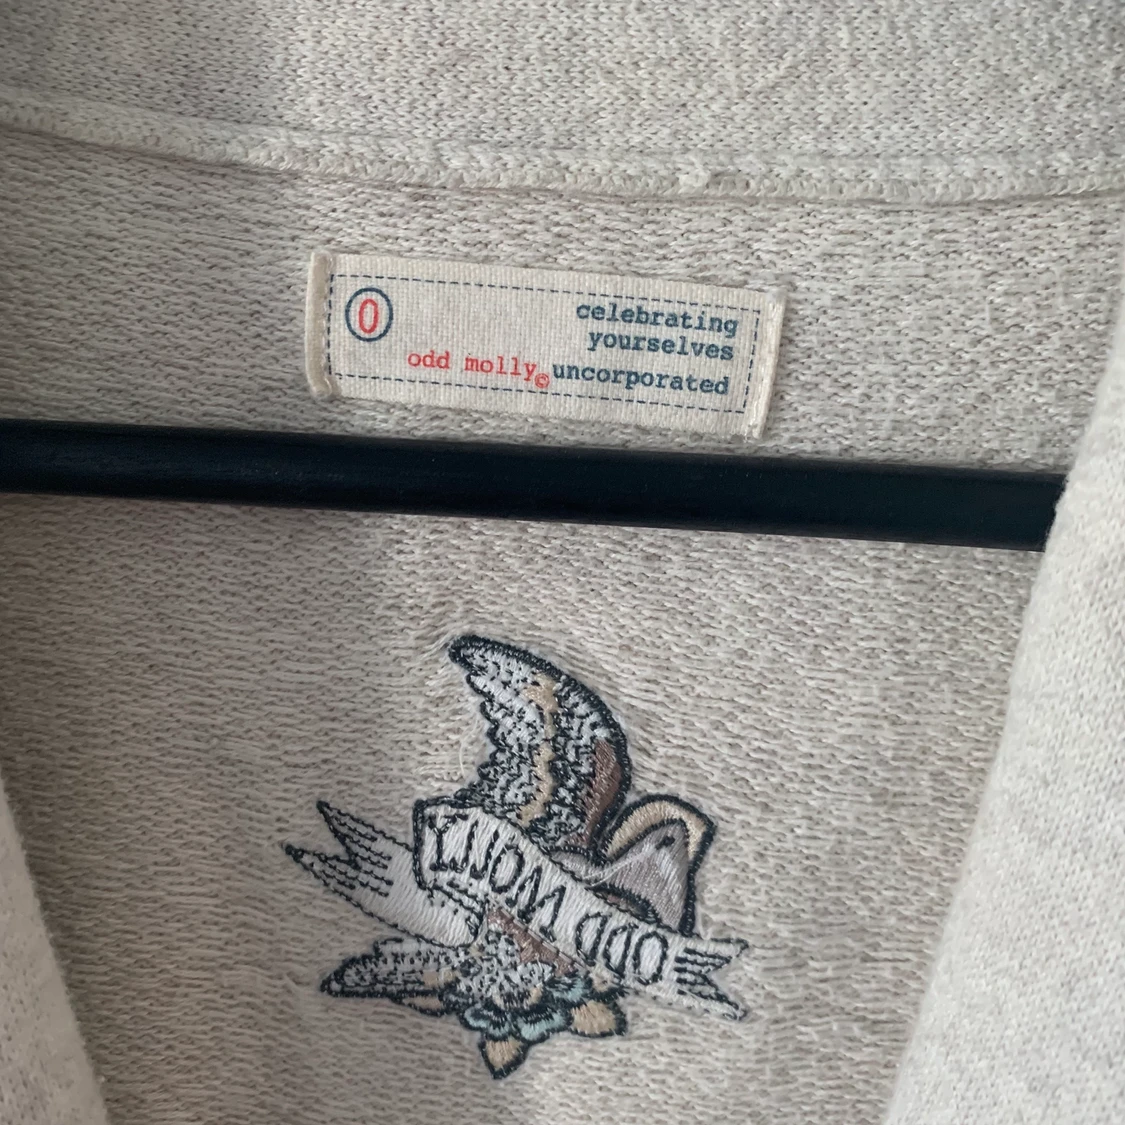 0
celebrating
yourselves
odd molly© uncorporated
ODD MOLLY